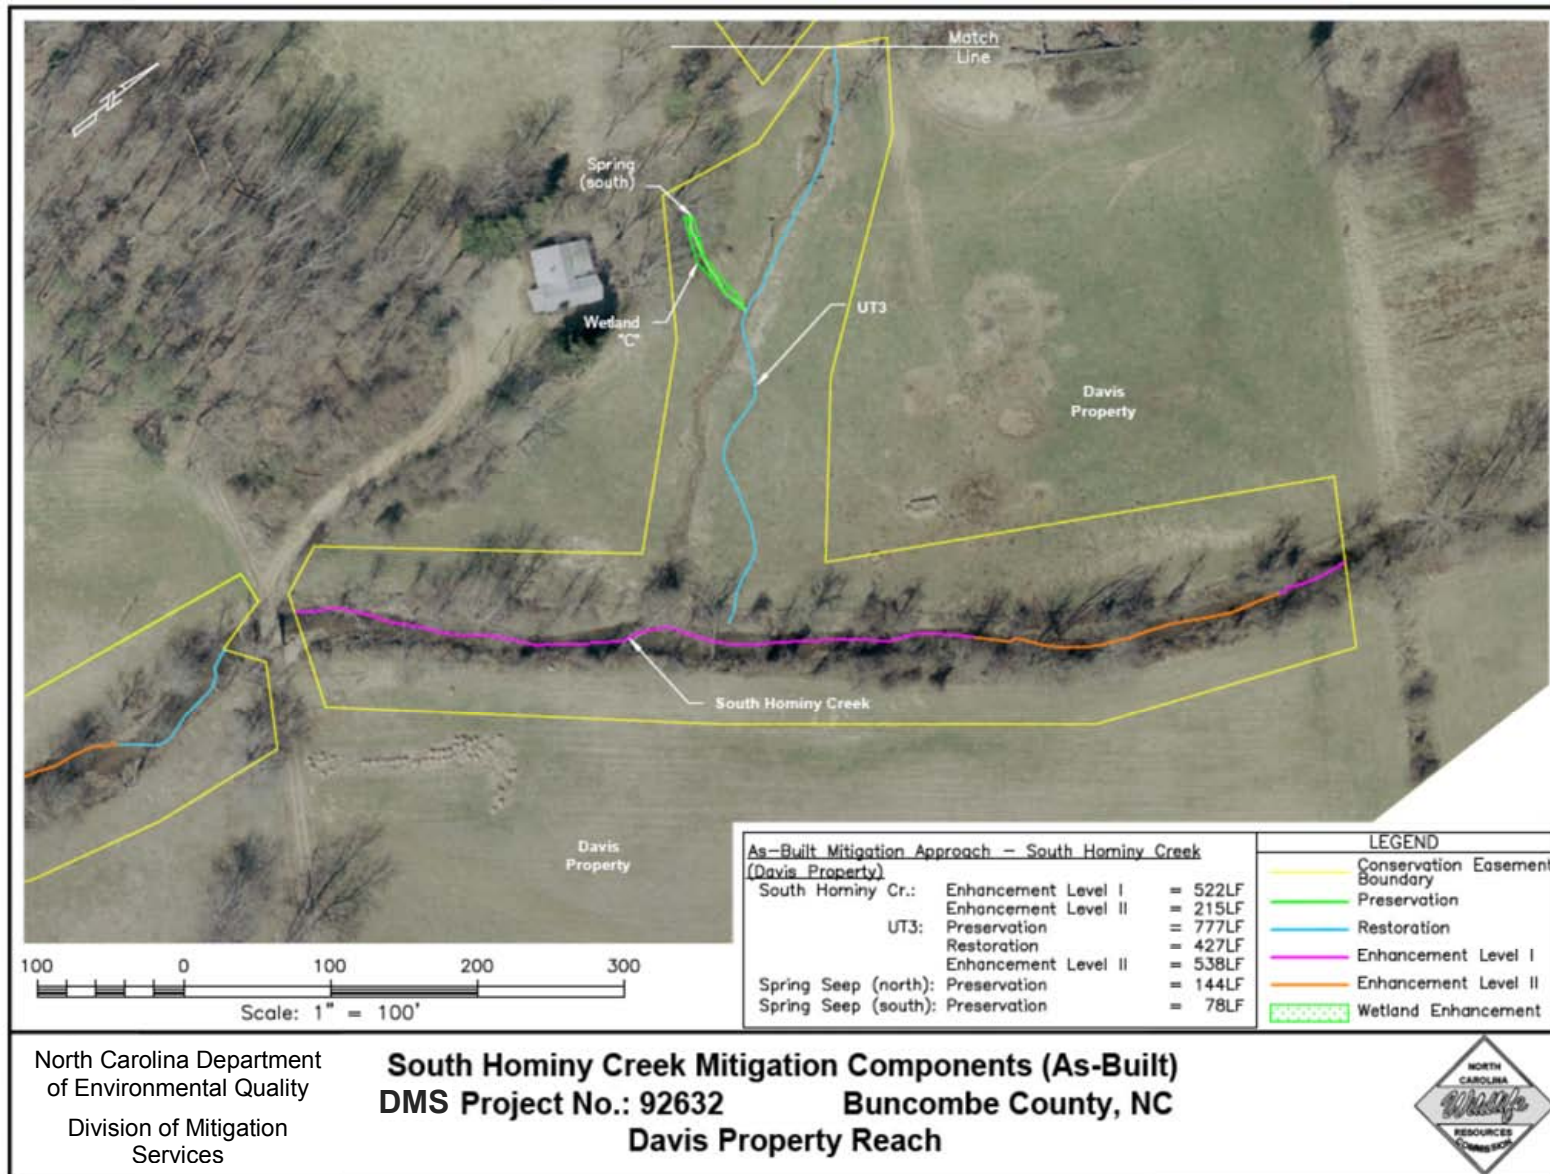 Match
Line
N
Spring
(south)
Wetland
"C"
UT3
Davis
Property
South Hominy Creek
Davis
Property
As-Built Mitigation Approach - South Hominy Creek
(Davis Property)
South Hominy Cr.: Enhancement Level I = 522LF
Enhancement Level II = 215LF
UT3: Preservation = 777LF
Restoration = 427LF
Enhancement Level II = 538LF
Spring Seep (north): Preservation = 144LF
Spring Seep (south): Preservation = 78LF
LEGEND
Conservation Easement
Boundary
Preservation
Restoration
Enhancement Level I
Enhancement Level II
Wetland Enhancement
100 0 100 200 300
Scale: 1" = 100'
North Carolina Department
of Environmental Quality
Division of Mitigation
Services
South Hominy Creek Mitigation Components (As-Built)
DMS Project No.: 92632 Buncombe County, NC
Davis Property Reach
NORTH
CAROLINA
Wildlife
RESOURCES
COMMISSION